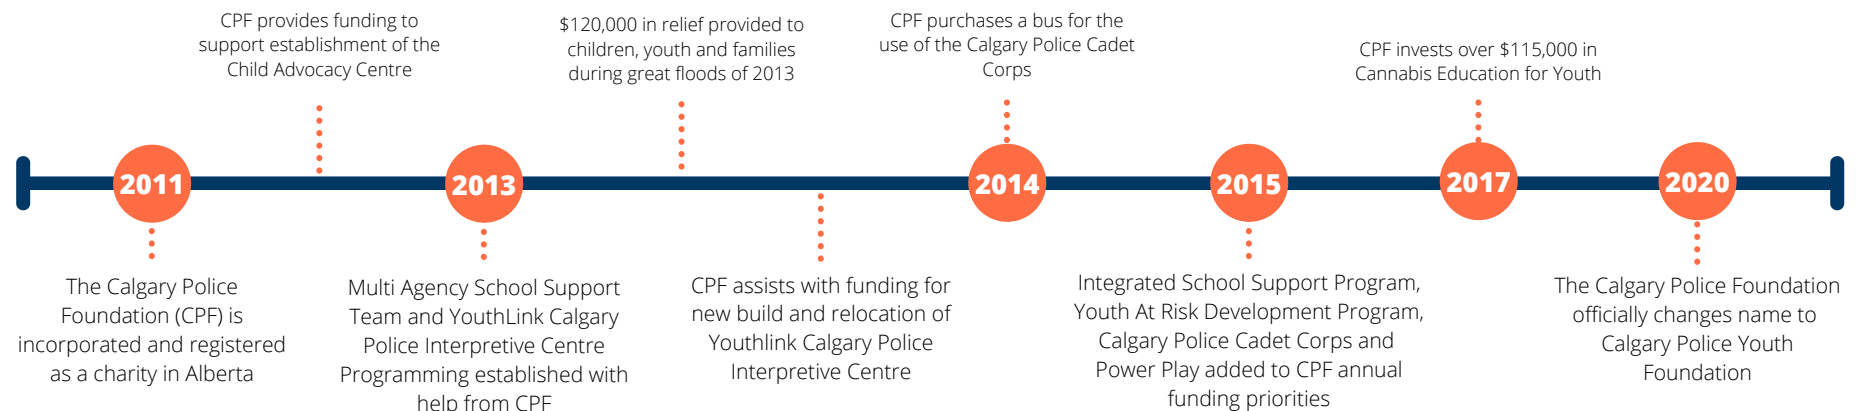 CPF provides funding to
support establishment of the
Child Advocacy Centre
$120,000 in relief provided to
children, youth and families
during great floods of 2013
CPF purchases a bus for the
use of the Calgary Police Cadet
Corps
CPF invests over $115,000 in
Cannabis Education for Youth
2011
2013
2014
2015
2017
2020
The Calgary Police
Foundation (CPF) is
incorporated and registered
as a charity in Alberta
Multi Agency School Support
Team and YouthLink Calgary
Police Interpretive Centre
Programming established with
help from CPF
CPF assists with funding for
new build and relocation of
Youthlink Calgary Police
Interpretive Centre
Integrated School Support Program,
Youth At Risk Development Program,
Calgary Police Cadet Corps and
Power Play added to CPF annual
funding priorities
The Calgary Police Foundation
officially changes name to
Calgary Police Youth
Foundation